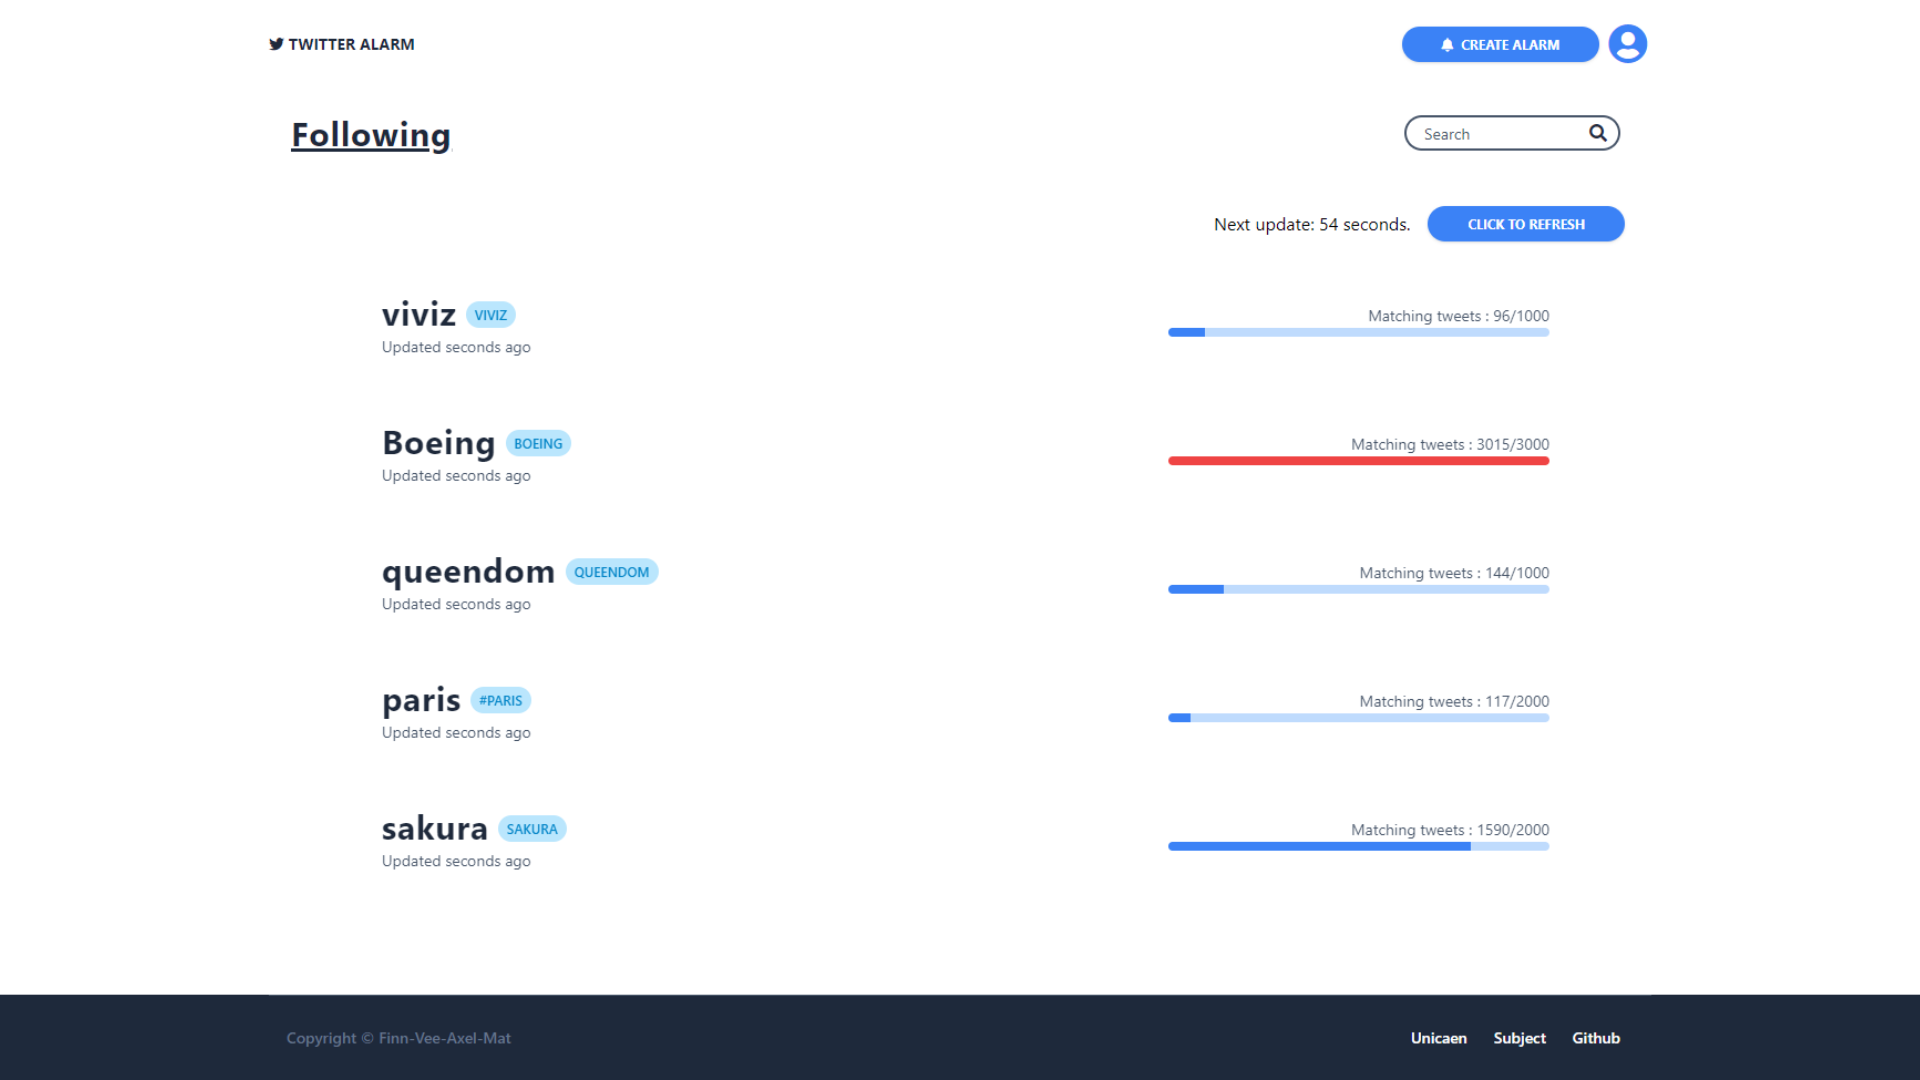 TWITTER ALARM
CREATE ALARM
Following
Search
Next update: 54 seconds.
CLICK TO REFRESH
viviz VIVIZ
Updated seconds ago
Matching tweets : 96/1000
Boeing BOEING
Updated seconds ago
Matching tweets : 3015/3000
queendom QUEENDOM
Updated seconds ago
Matching tweets : 144/1000
paris #PARIS
Updated seconds ago
Matching tweets : 117/2000
sakura SAKURA
Updated seconds ago
Matching tweets : 1590/2000
Copyright © Finn-Vee-Axel-Mat
Unicaen Subject Github